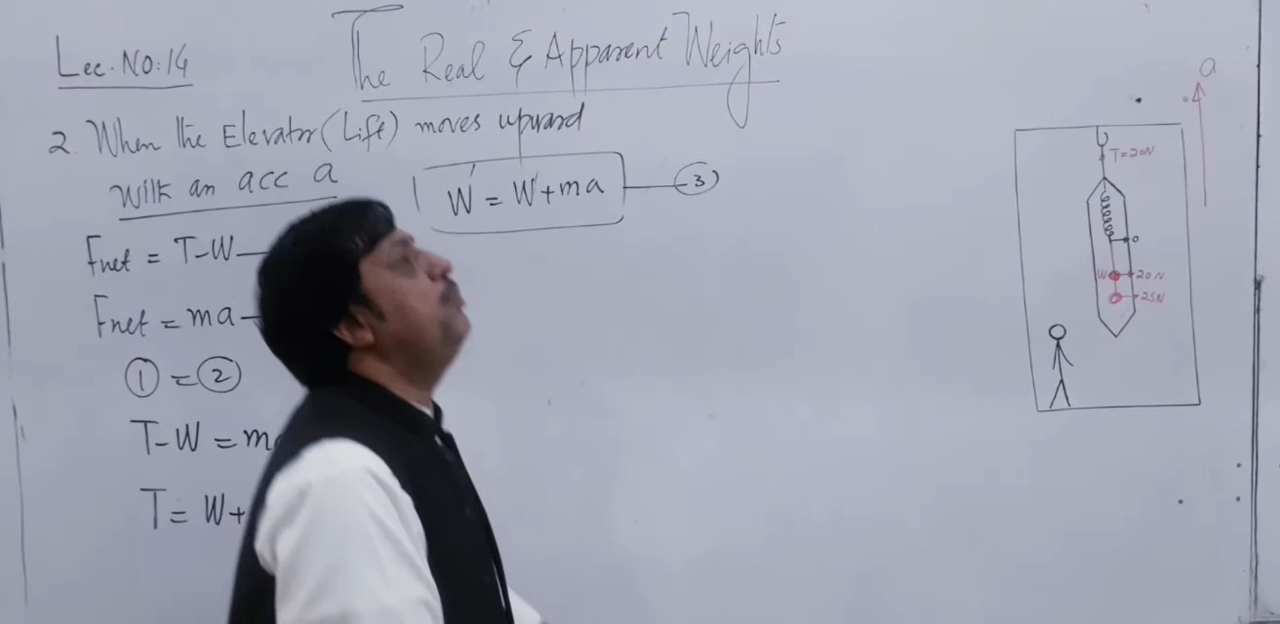 Lec. No: 14
The Real & Apparent Weights
2. When the Elevator (Lift) moves upward
with an acc a
W' = W + ma — ③
Fnet = T - W —
Fnet = ma —
① = ②
T - W = m
T = W +
a
T = 20N
o
W 20N
25N